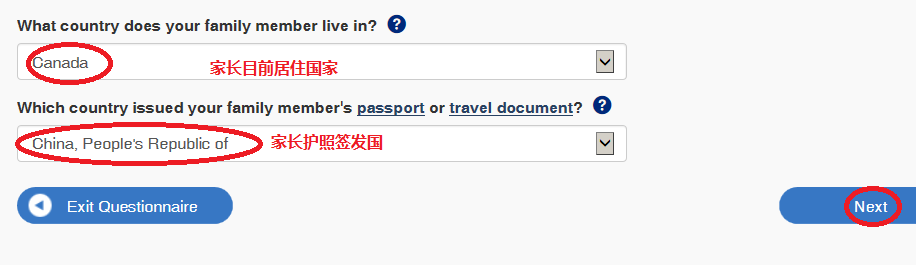 What country does your family member live in? ?
Canada 家长目前居住国家
Which country issued your family member's passport or travel document? ?
China, People's Republic of 家长护照签发国
Exit Questionnaire Next